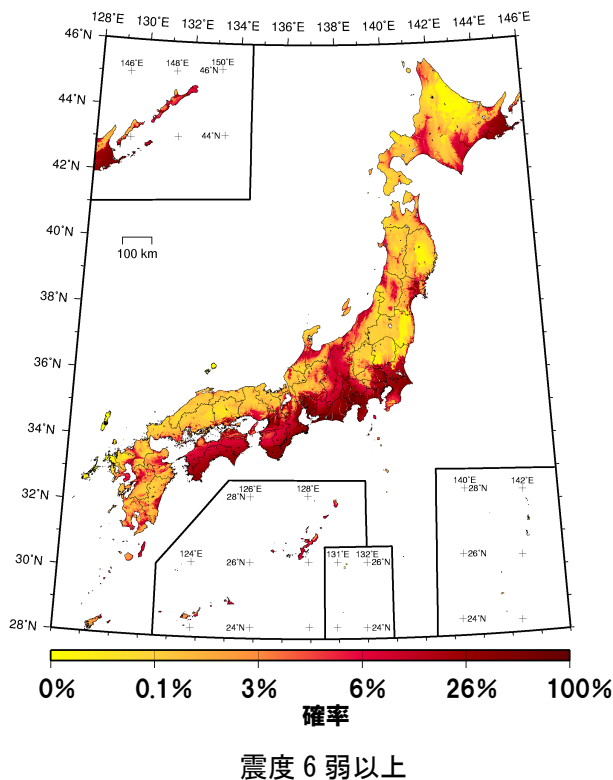 128°E 130°E 132°E 134°E 136°E 138°E 140°E 142°E 144°E 146°E
46°N
146°E 148°E 150°E
46°N
44°N
44°N
42°N
40°N
100 km
38°N
36°N
34°N
32°N
126°E 128°E
28°N
140°E 142°E
28°N
30°N
124°E
26°N
131°E 132°E
26°N
26°N
28°N
24°N
24°N
24°N
0% 0.1% 3% 6% 26% 100%
確率
震度6弱以上